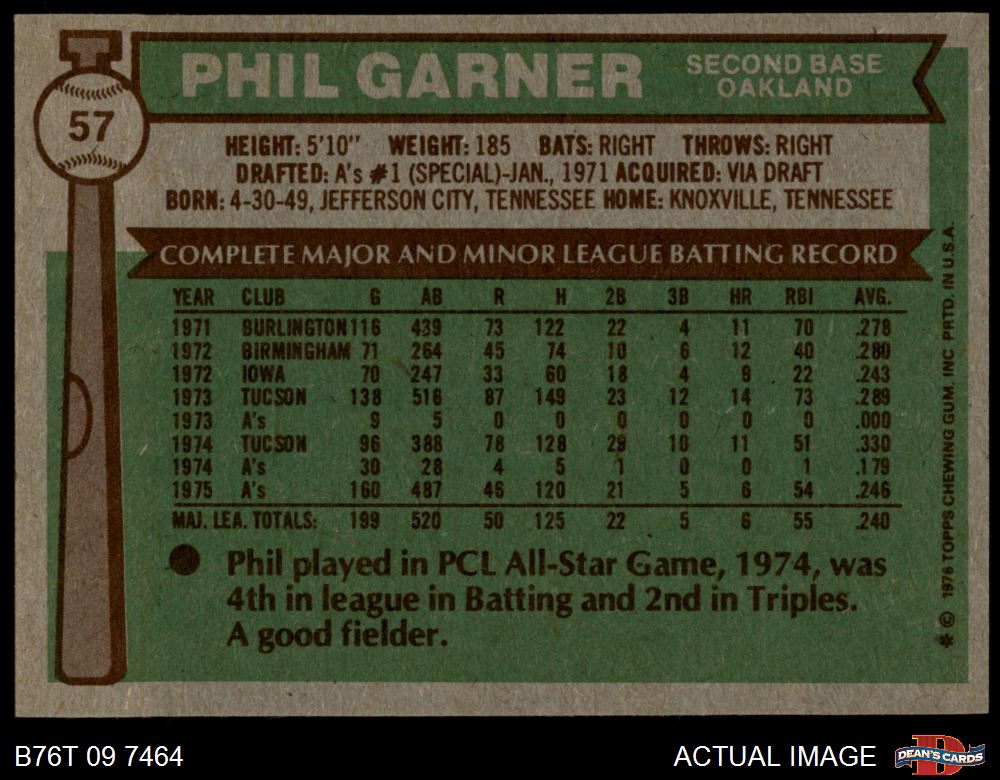 57
PHIL GARNER
SECOND BASE
OAKLAND
HEIGHT: 5'10" WEIGHT: 185 BATS: RIGHT THROWS: RIGHT
DRAFTED: A's #1 (SPECIAL)-JAN., 1971 ACQUIRED: VIA DRAFT
BORN: 4-30-49, JEFFERSON CITY, TENNESSEE HOME: KNOXVILLE, TENNESSEE
COMPLETE MAJOR AND MINOR LEAGUE BATTING RECORD
YEAR CLUB G AB R H 2B 3B HR RBI AVG.
1971 BURLINGTON 116 439 73 122 22 4 11 70 .278
1972 BIRMINGHAM 71 264 45 74 10 6 12 40 .280
1972 IOWA 70 247 33 60 18 4 9 22 .243
1973 TUCSON 138 516 87 149 23 12 14 73 .289
1973 A's 9 5 0 0 0 0 0 0 .000
1974 TUCSON 96 388 78 128 29 10 11 51 .330
1974 A's 30 28 4 5 1 0 0 1 .179
1975 A's 160 487 46 120 21 5 6 54 .246
MAJ. LEA. TOTALS: 199 520 50 125 22 5 6 55 .240
● Phil played in PCL All-Star Game, 1974, was
4th in league in Batting and 2nd in Triples.
A good fielder.
* © 1976 TOPPS CHEWING GUM, INC PRTD. IN U.S.A.
B76T 09 7464
ACTUAL IMAGE
D
DEAN'S CARDS